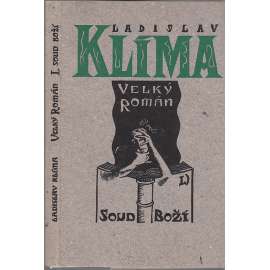 LADISLAV
KLÍMA
VELKÝ
ROMÁN
I.
SOUD BOŽÍ
LADISLAV KLÍMA VELKÝ ROMÁN I. SOUD BOŽÍ